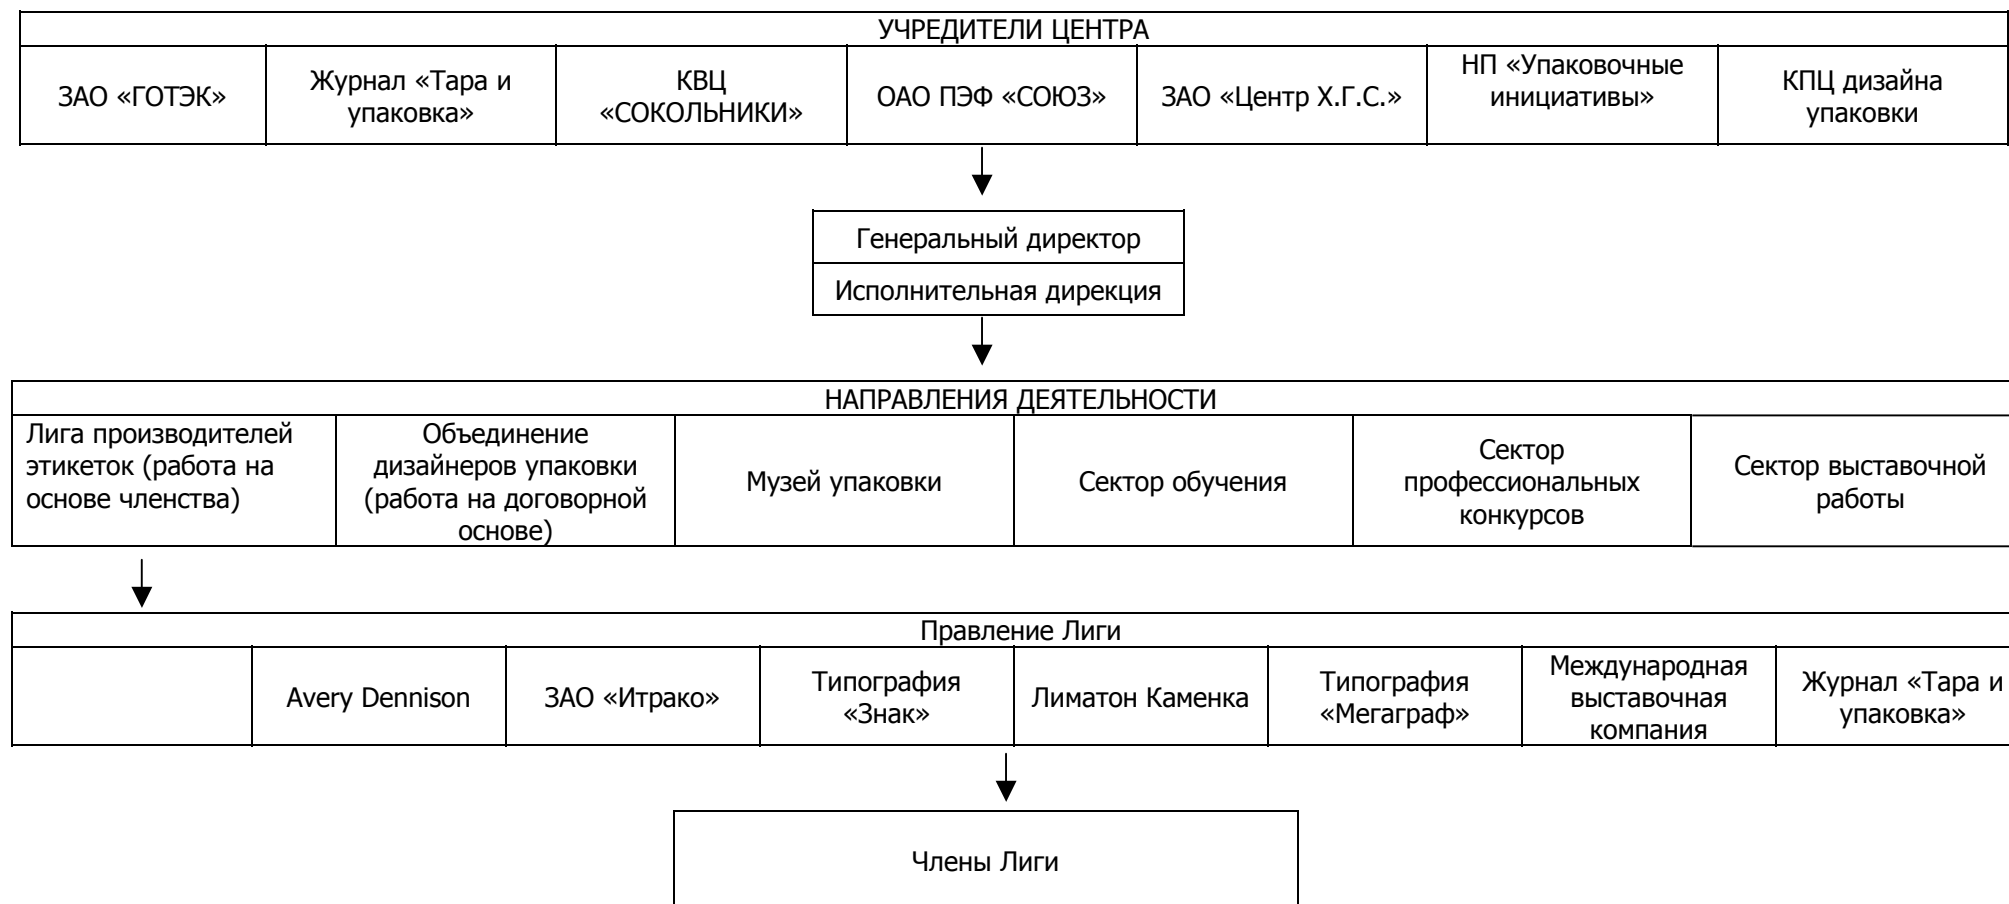 УЧРЕДИТЕЛИ ЦЕНТРА
ЗАО «ГОТЭК»
Журнал «Тара и
упаковка»
КВЦ
«СОКОЛЬНИКИ»
ОАО ПЭФ «СОЮЗ»
ЗАО «Центр Х.Г.С.»
НП «Упаковочные
инициативы»
КПЦ дизайна
упаковки
Генеральный директор
Исполнительная дирекция
НАПРАВЛЕНИЯ ДЕЯТЕЛЬНОСТИ
Лига производителей
этикеток (работа на
основе членства)
Объединение
дизайнеров упаковки
(работа на договорной
основе)
Музей упаковки
Сектор обучения
Сектор
профессиональных
конкурсов
Сектор выставочной
работы
Правление Лиги
Avery Dennison
ЗАО «Итрако»
Типография
«Знак»
Лиматон Каменка
Типография
«Мегаграф»
Международная
выставочная
компания
Журнал «Тара и
упаковка»
Члены Лиги